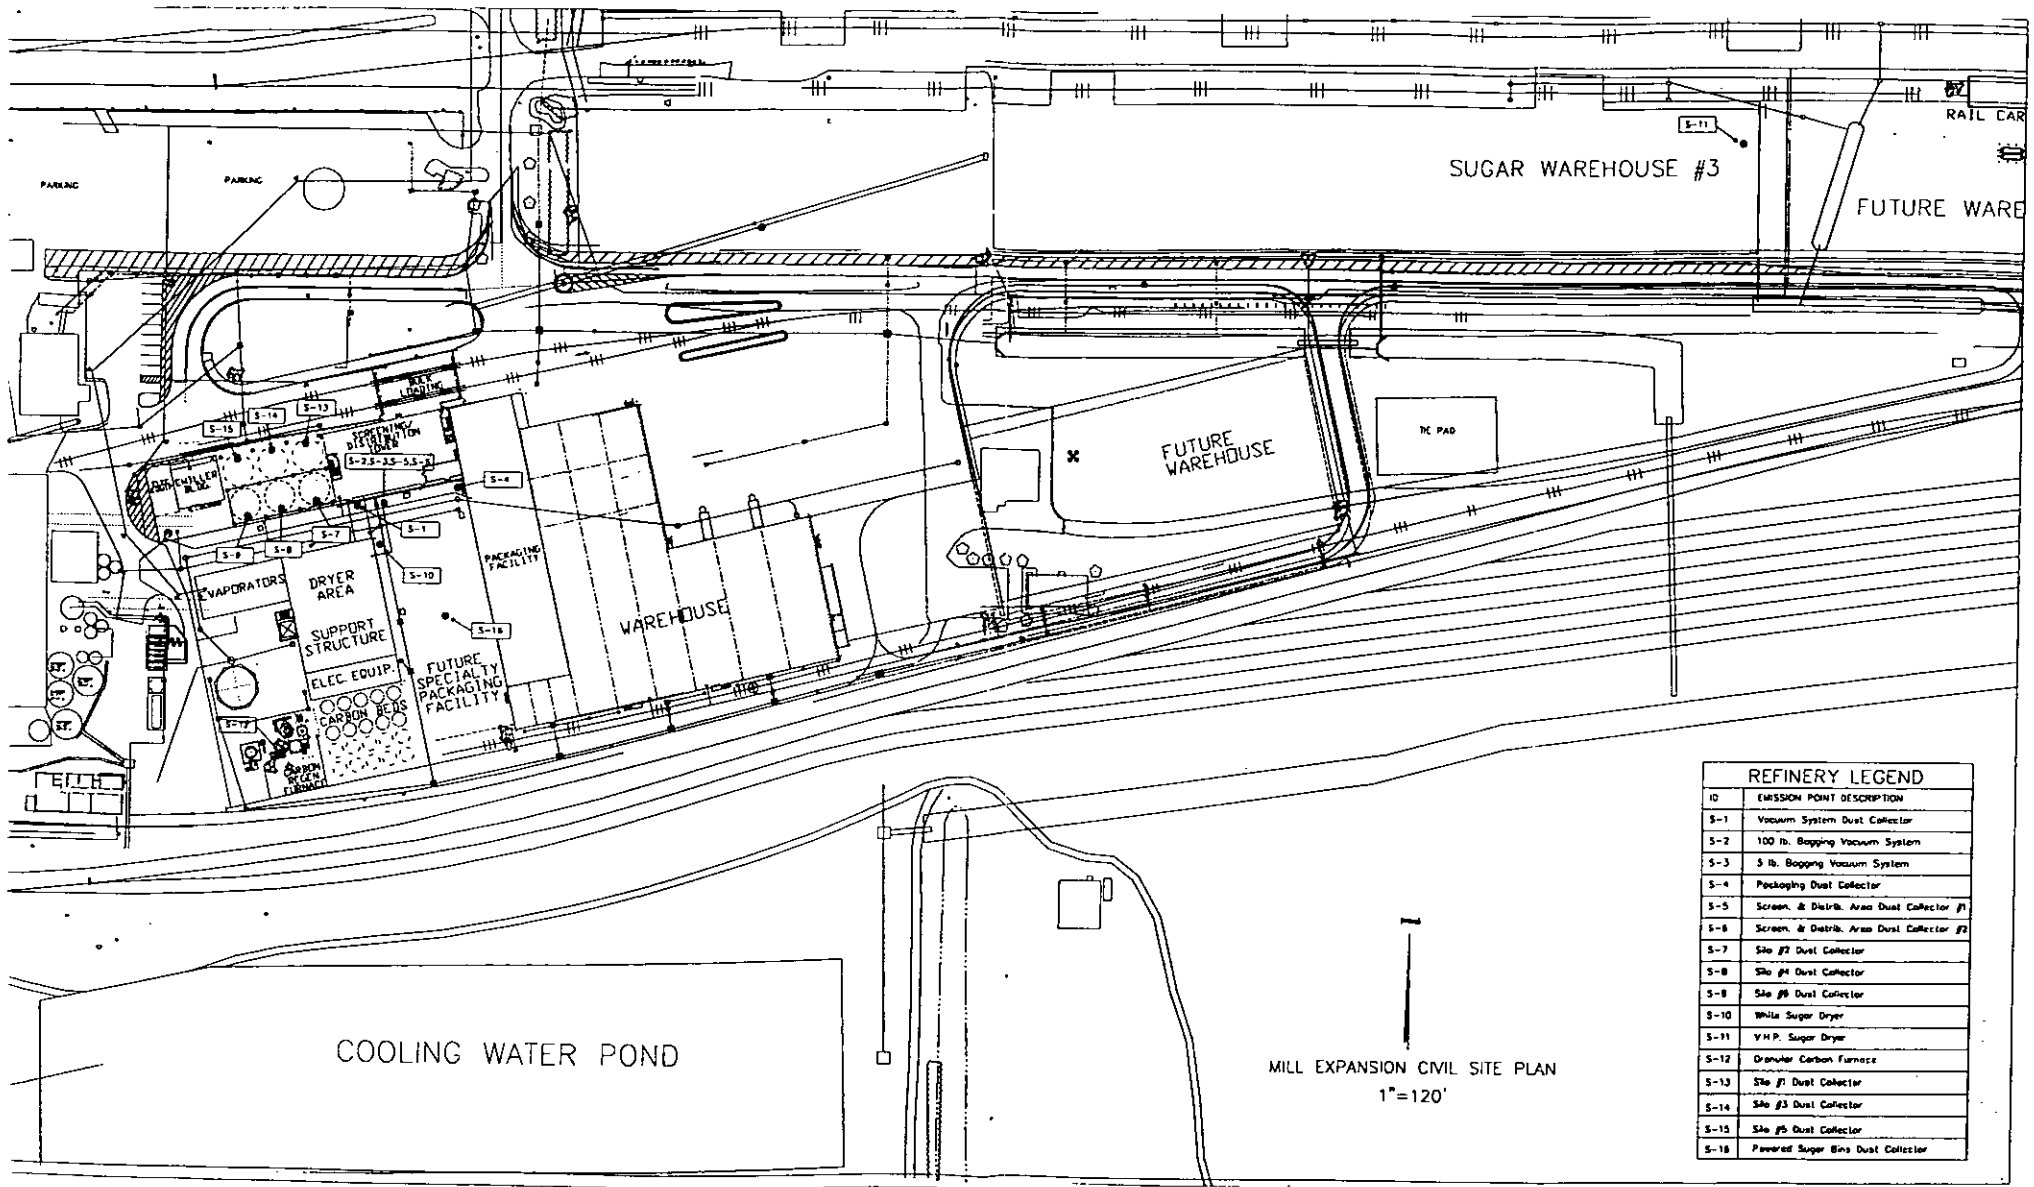 RAIL CAR
S-11
SUGAR WAREHOUSE #3
PARKING
PARKING
FUTURE WARE
BULK
LOADING
S-14
S-13
S-15
SCREENING/
DISTRIBUTION
TOWER
S-2,S-3,S-5,S-6
CHILLER
BLDG.
S-4
FUTURE
WAREHOUSE
TIE PAD
S-1
S-7
S-8
S-9
PACKAGING
FACILITY
S-10
EVAPORATORS
DRYER
AREA
WAREHOUSE
S-16
SUPPORT
STRUCTURE
FUTURE
SPECIALTY
PACKAGING
FACILITY
ELEC. EQUIP.
CARBON BEDS
S-12
CARBON
REGEN
FURNACE
COOLING WATER POND
MILL EXPANSION CIVIL SITE PLAN
1"=120'
REFINERY LEGEND
ID EMISSION POINT DESCRIPTION
S-1 Vacuum System Dust Collector
S-2 100 lb. Bagging Vacuum System
S-3 5 lb. Bagging Vacuum System
S-4 Packaging Dust Collector
S-5 Screen. & Distrib. Area Dust Collector #1
S-6 Screen. & Distrib. Area Dust Collector #2
S-7 Silo #2 Dust Collector
S-8 Silo #4 Dust Collector
S-9 Silo #6 Dust Collector
S-10 White Sugar Dryer
S-11 V.H.P. Sugar Dryer
S-12 Granular Carbon Furnace
S-13 Silo #1 Dust Collector
S-14 Silo #3 Dust Collector
S-15 Silo #5 Dust Collector
S-16 Powered Sugar Bins Dust Collector